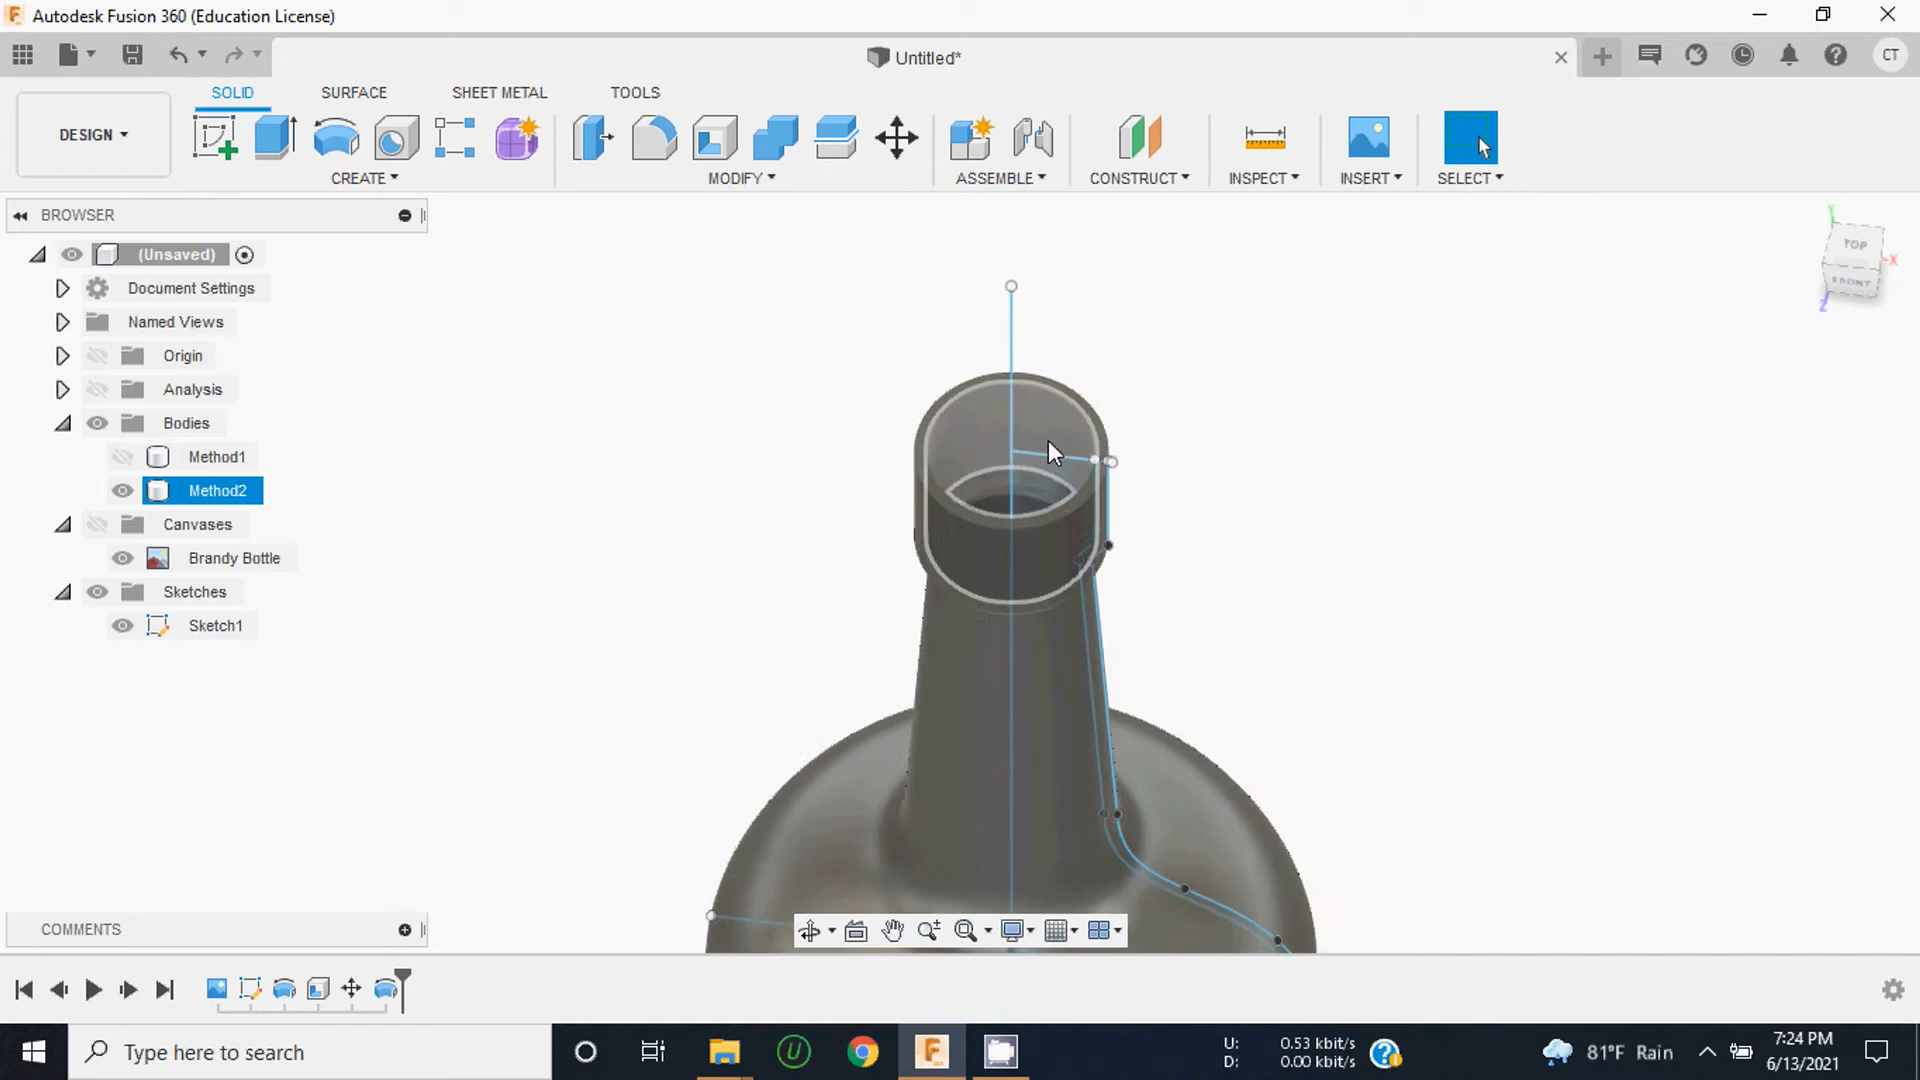 Autodesk Fusion 360 (Education License)
Untitled*
CT
DESIGN
SOLID
SURFACE
SHEET METAL
TOOLS
CREATE
MODIFY
ASSEMBLE
CONSTRUCT
INSPECT
INSERT
SELECT
BROWSER
(Unsaved)
Document Settings
Named Views
Origin
Analysis
Bodies
Method1
Method2
Canvases
Brandy Bottle
Sketches
Sketch1
TOP
FRONT
X
Y
Z
COMMENTS
Type here to search
U: 0.53 kbit/s
D: 0.00 kbit/s
81°F Rain
7:24 PM
6/13/2021